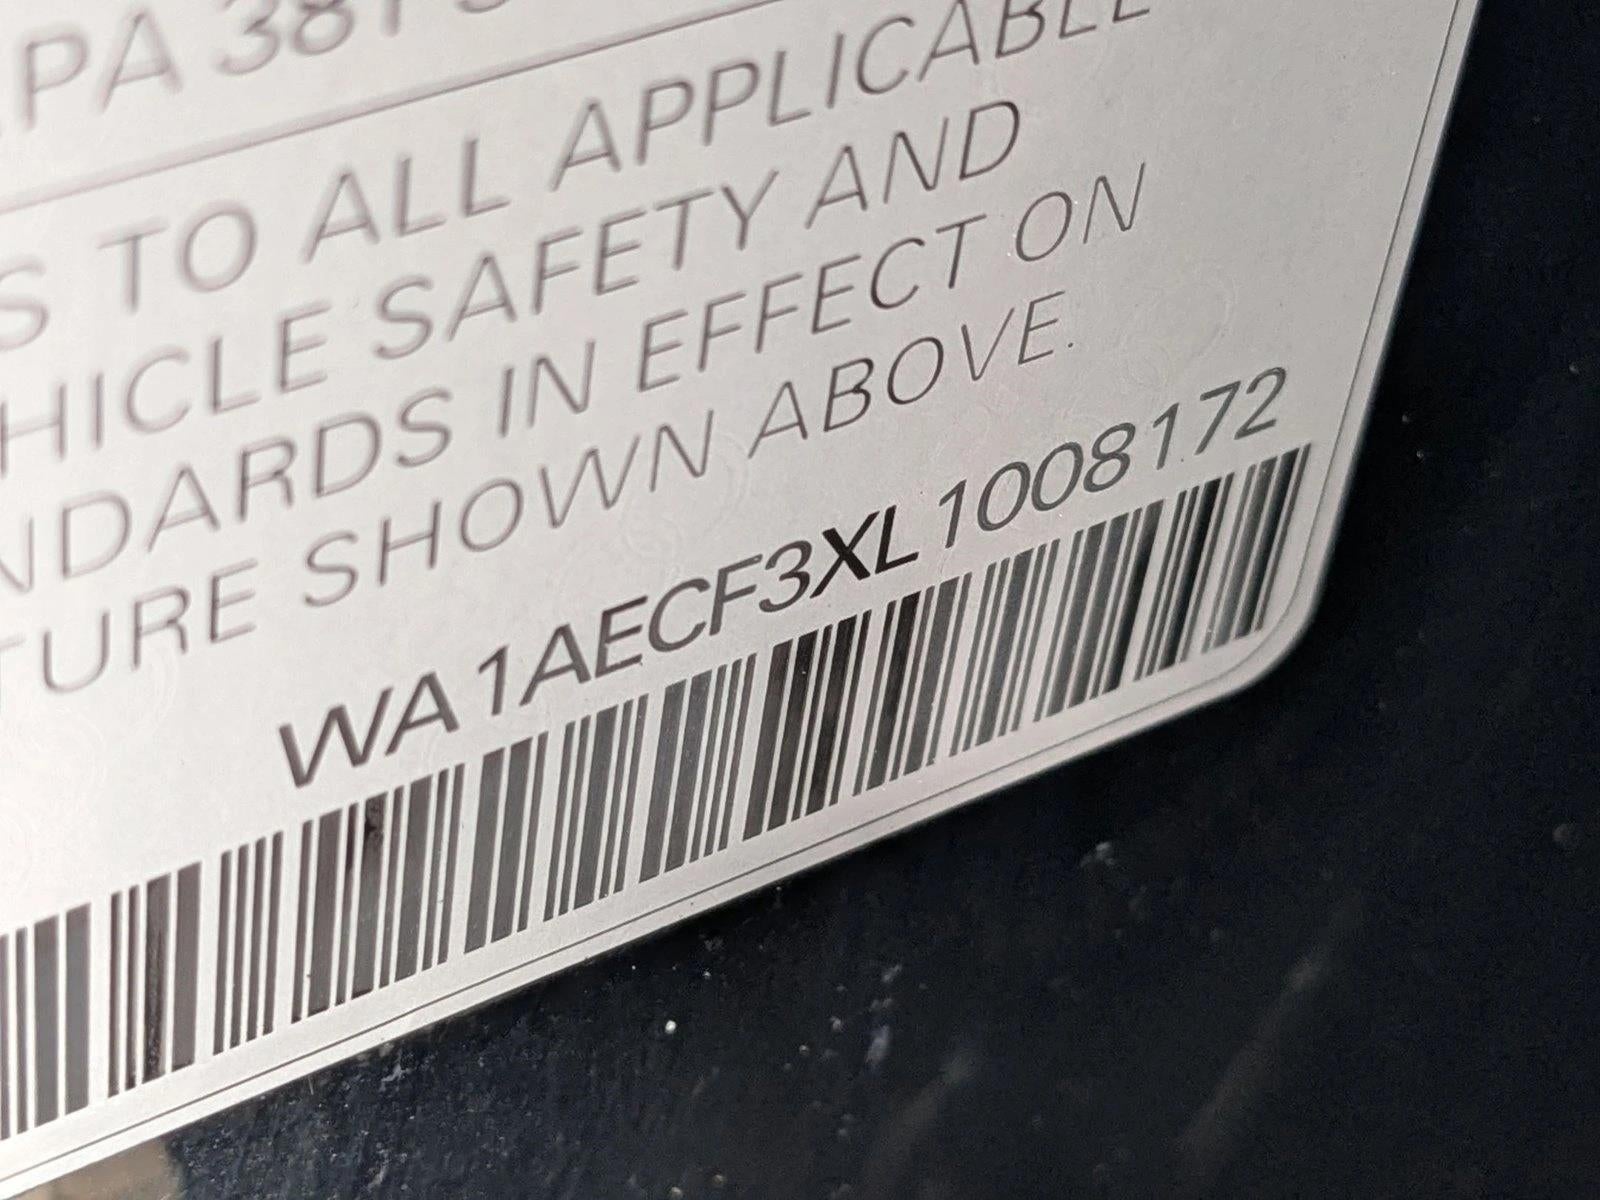 PA 381
S TO ALL APPLICABLE
HICLE SAFETY AND
NDARDS IN EFFECT ON
TURE SHOWN ABOVE.
WA1AECF3XL1008172